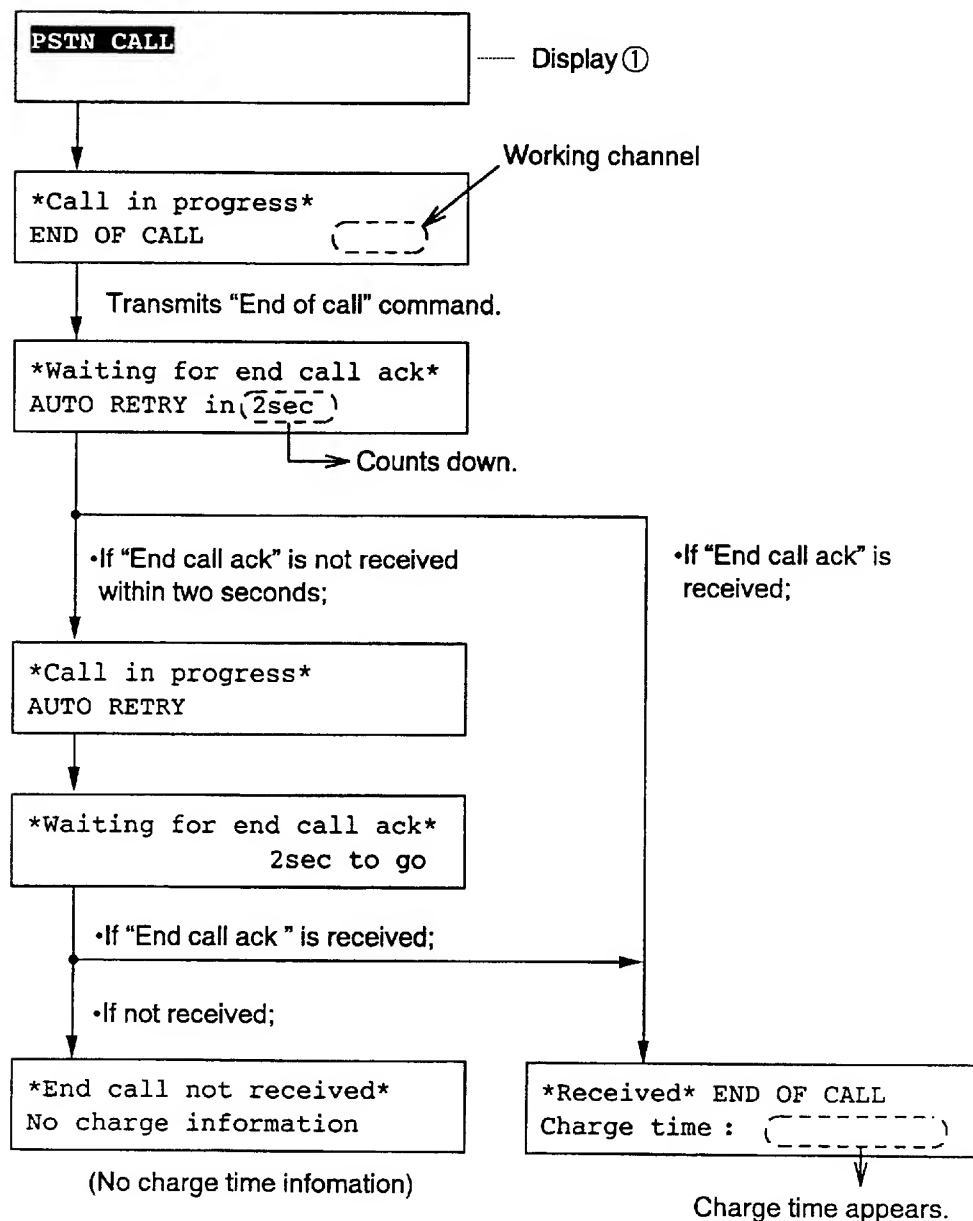 PSTN CALL
Display①
Working channel
*Call in progress*
END OF CALL
Transmits “End of call” command.
*Waiting for end call ack*
AUTO RETRY in 2sec
Counts down.
•If “End call ack” is not received
within two seconds;
•If “End call ack” is
received;
*Call in progress*
AUTO RETRY
*Waiting for end call ack*
2sec to go
•If “End call ack ” is received;
•If not received;
*End call not received*
No charge information
(No charge time infomation)
*Received* END OF CALL
Charge time :
Charge time appears.